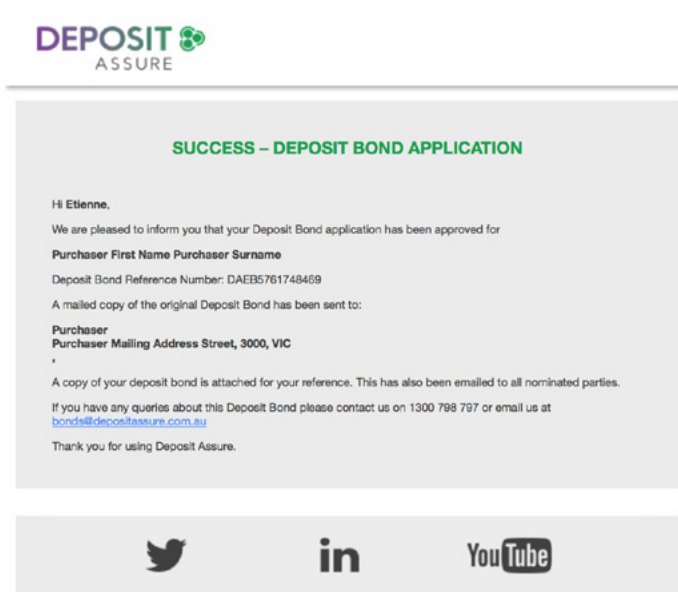 DEPOSIT
ASSURE
SUCCESS – DEPOSIT BOND APPLICATION
Hi Etienne,
We are pleased to inform you that your Deposit Bond application has been approved for
Purchaser First Name Purchaser Surname
Deposit Bond Reference Number: DAEB5761748469
A mailed copy of the original Deposit Bond has been sent to:
Purchaser
Purchaser Mailing Address Street, 3000, VIC
,
A copy of your deposit bond is attached for your reference. This has also been emailed to all nominated parties.
If you have any queries about this Deposit Bond please contact us on 1300 798 797 or email us at
bonds@depositassure.com.au
Thank you for using Deposit Assure.
in YouTube